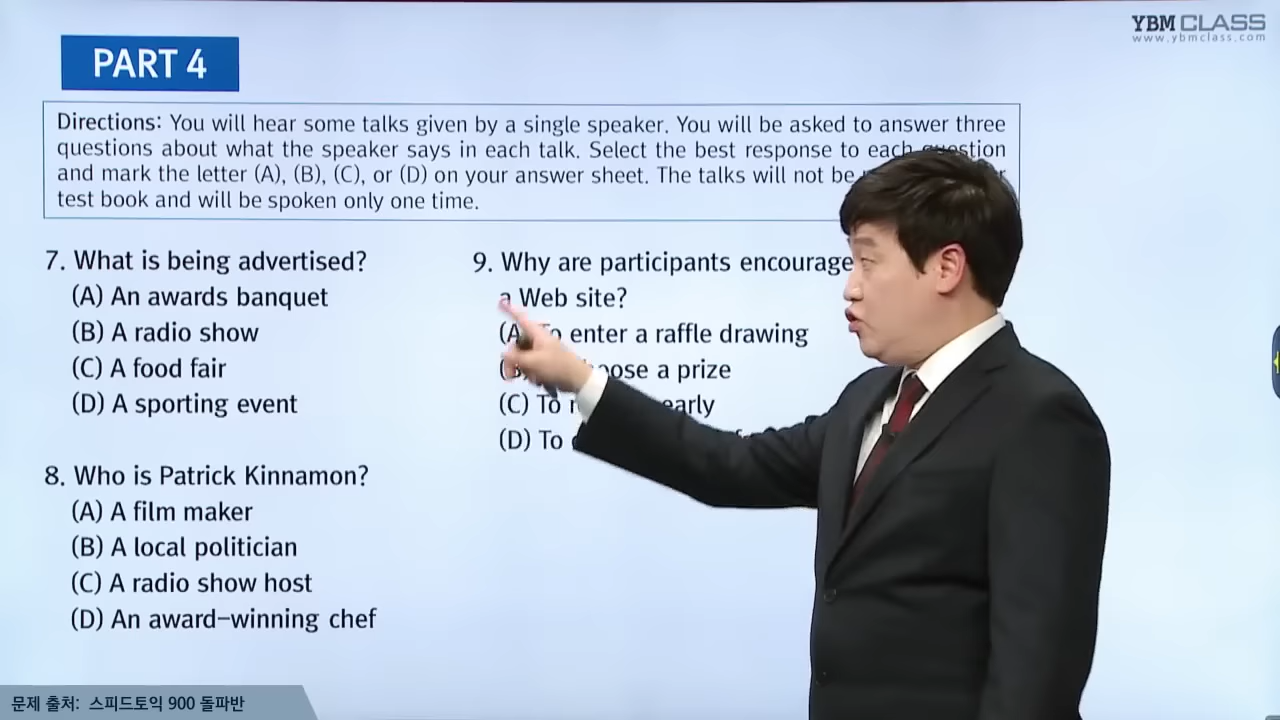 YBM CLASS
www.ybmclass.com
PART 4
Directions: You will hear some talks given by a single speaker. You will be asked to answer three
questions about what the speaker says in each talk. Select the best response to each question
and mark the letter (A), (B), (C), or (D) on your answer sheet. The talks will not be
test book and will be spoken only one time.
7. What is being advertised?
(A) An awards banquet
(B) A radio show
(C) A food fair
(D) A sporting event
8. Who is Patrick Kinnamon?
(A) A film maker
(B) A local politician
(C) A radio show host
(D) An award-winning chef
9. Why are participants encourage
a Web site?
(A) To enter a raffle drawing
a prize
(C) To early
(D) To
문제 출처: 스피드토익 900 돌파반